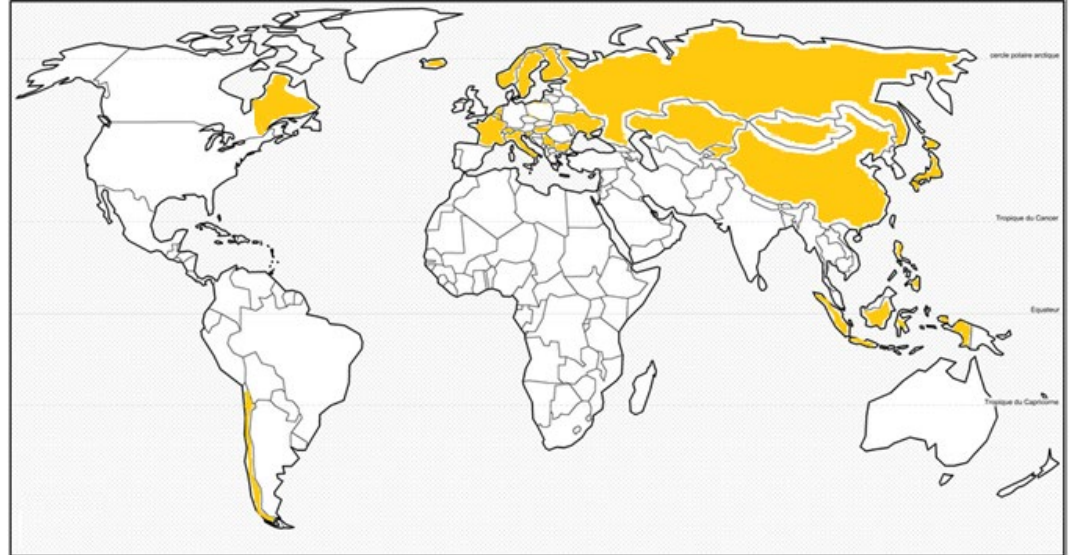 cercle polaire arctique
Tropique du Cancer
Equateur
Tropique du Capricorne